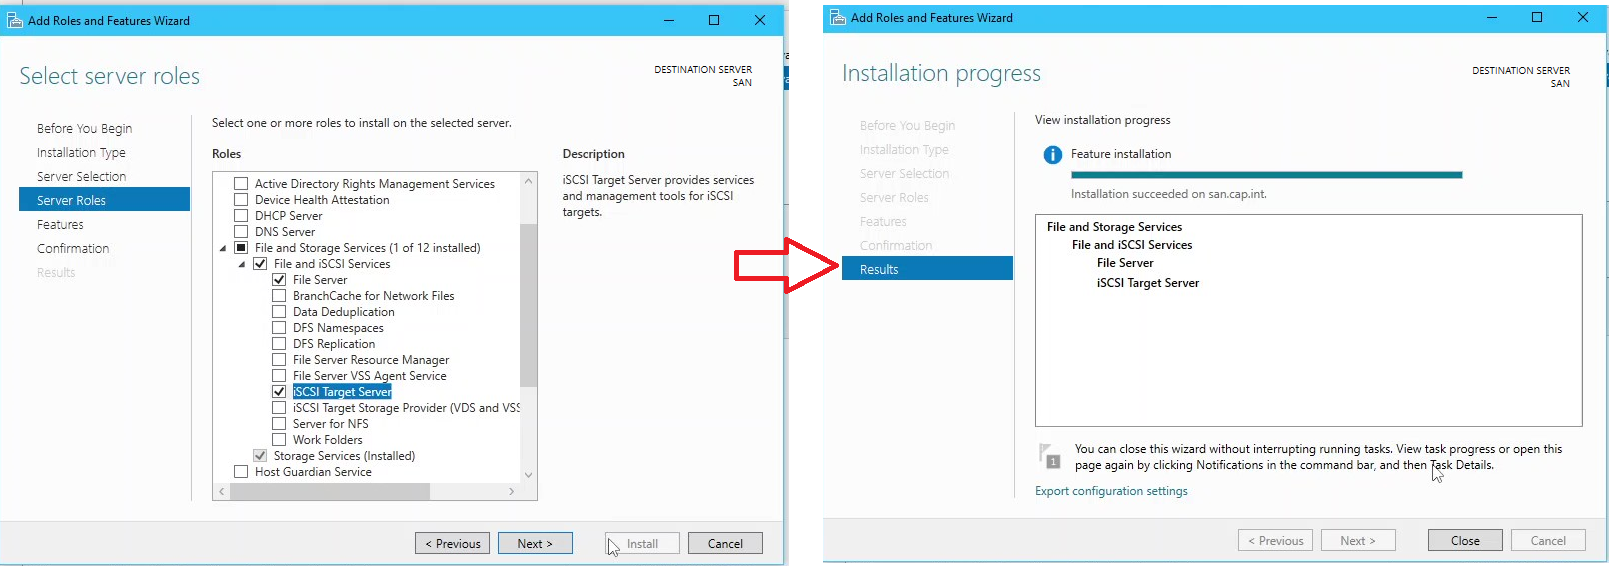 Add Roles and Features Wizard
Select server roles
DESTINATION SERVER
SAN
Before You Begin
Installation Type
Server Selection
Server Roles
Features
Confirmation
Results
Select one or more roles to install on the selected server.
Roles
Active Directory Rights Management Services
Device Health Attestation
DHCP Server
DNS Server
File and Storage Services (1 of 12 installed)
File and iSCSI Services
File Server
BranchCache for Network Files
Data Deduplication
DFS Namespaces
DFS Replication
File Server Resource Manager
File Server VSS Agent Service
iSCSI Target Server
iSCSI Target Storage Provider (VDS and VSS
Server for NFS
Work Folders
Storage Services (Installed)
Host Guardian Service
Description
iSCSI Target Server provides services
and management tools for iSCSI
targets.
< Previous
Next >
Install
Cancel
Add Roles and Features Wizard
Installation progress
DESTINATION SERVER
SAN
Before You Begin
Installation Type
Server Selection
Server Roles
Features
Confirmation
Results
View installation progress
Feature installation
Installation succeeded on san.cap.int.
File and Storage Services
File and iSCSI Services
File Server
iSCSI Target Server
1
You can close this wizard without interrupting running tasks. View task progress or open this
page again by clicking Notifications in the command bar, and then Task Details.
Export configuration settings
< Previous
Next >
Close
Cancel